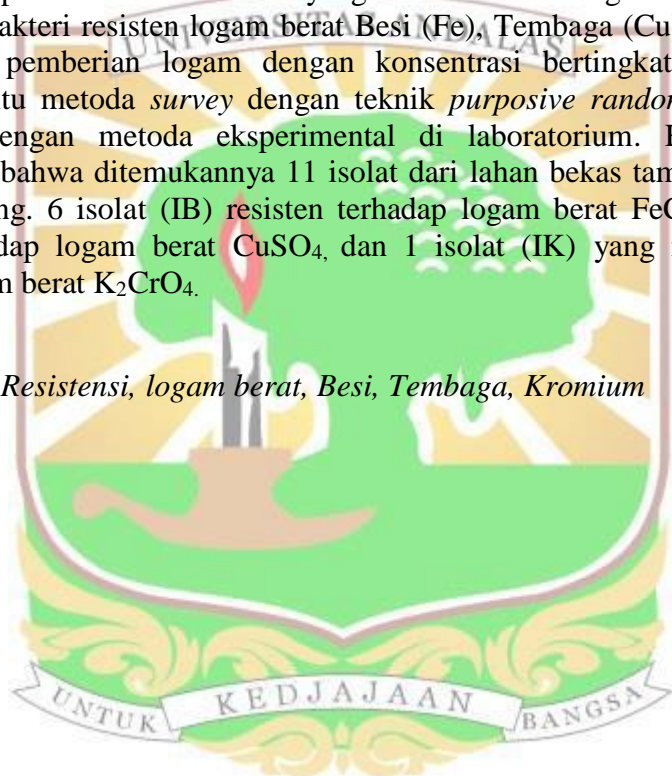 UNIVERSITAS ANDALAS
akteri resisten logam berat Besi (Fe), Tembaga (Cu
pemberian logam dengan konsentrasi bertingkat
tu metoda survey dengan teknik purposive rando
engan metoda eksperimental di laboratorium.
bahwa ditemukannya 11 isolat dari lahan bekas tam
ng. 6 isolat (IB) resisten terhadap logam berat Fe
dap logam berat CuSO₄, dan 1 isolat (IK) yang
m berat K₂CrO₄.
Resistensi, logam berat, Besi, Tembaga, Kromium
UNTUK KEDJAJAAN BANGSA